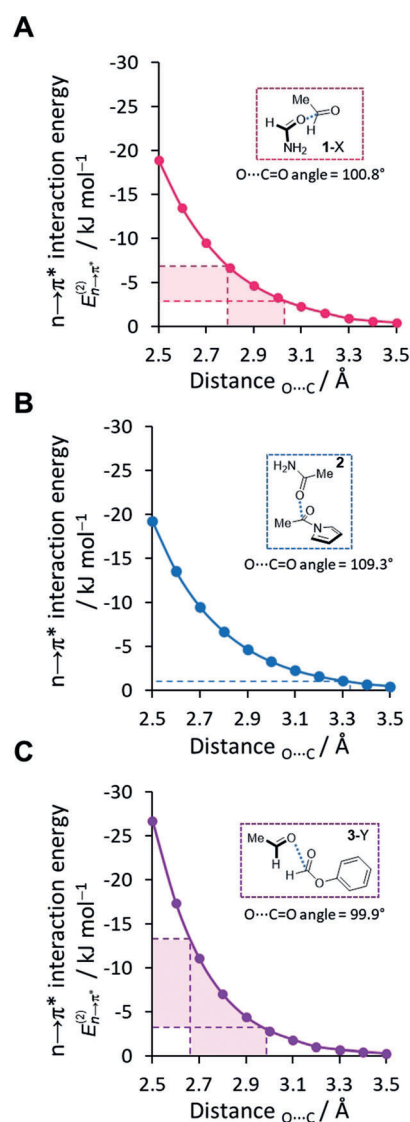 A
n→π* interaction energy
E(2)n→π* / kJ mol−1
-30
-25
-20
-15
-10
-5
0
Me
O
O
H
H
NH2
1-X
O···C=O angle = 100.8°
2.5 2.7 2.9 3.1 3.3 3.5
Distance O···C / Å
B
n→π* interaction energy
/ kJ mol−1
-30
-25
-20
-15
-10
-5
0
2
H2N
Me
O
O
Me
N
O···C=O angle = 109.3°
2.5 2.7 2.9 3.1 3.3 3.5
Distance O···C / Å
C
n→π* interaction energy
E(2)n→π* / kJ mol−1
-30
-25
-20
-15
-10
-5
0
3-Y
Me
O
O
H
H
O
O···C=O angle = 99.9°
2.5 2.7 2.9 3.1 3.3 3.5
Distance O···C / Å